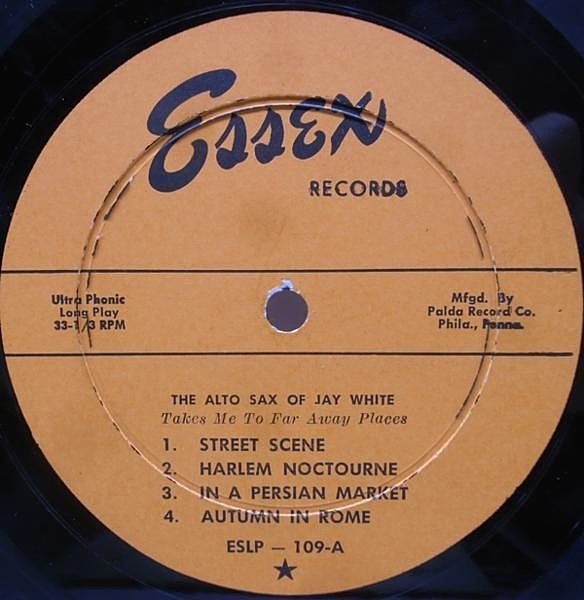 Essex
RECORDS
Ultra Phonic
Long Play
33-1/3 RPM
Mfgd. By
Palda Record Co.
Phila., Penna.
THE ALTO SAX OF JAY WHITE
Takes Me To Far Away Places
1. STREET SCENE
2. HARLEM NOCTOURNE
3. IN A PERSIAN MARKET
4. AUTUMN IN ROME
ESLP — 109-A